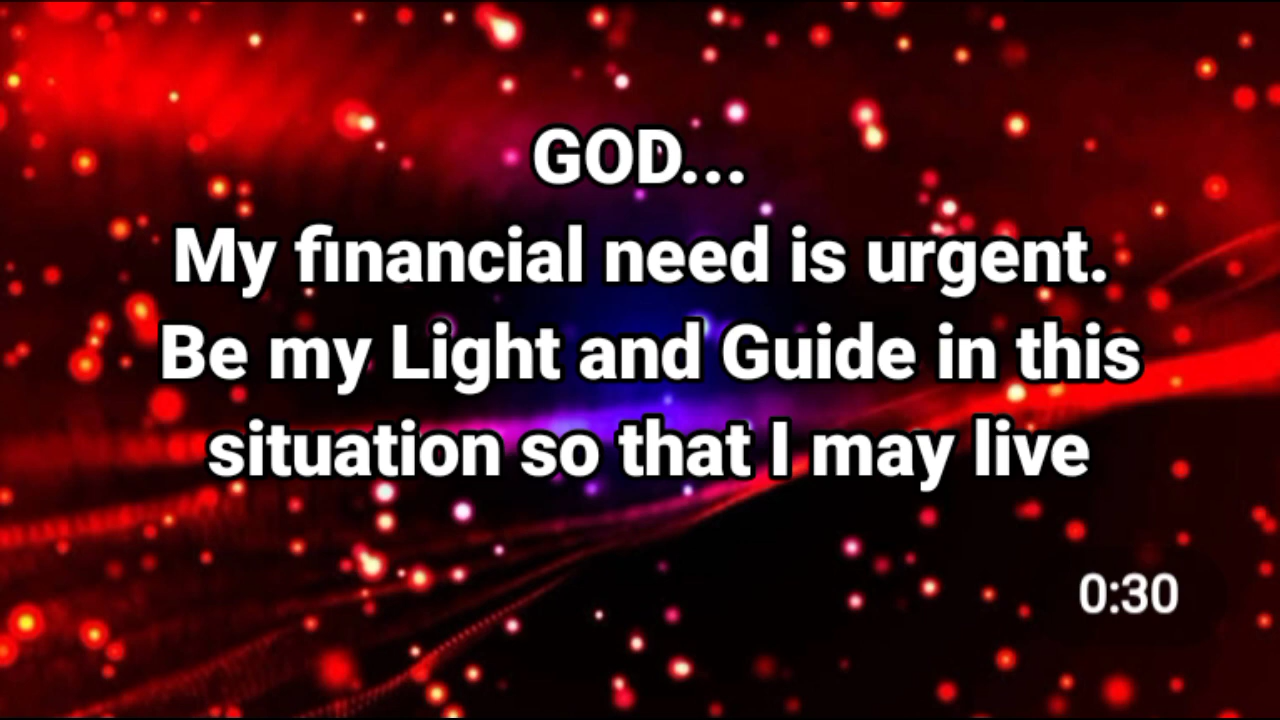 GOD...
My financial need is urgent.
Be my Light and Guide in this
situation so that I may live
0:30